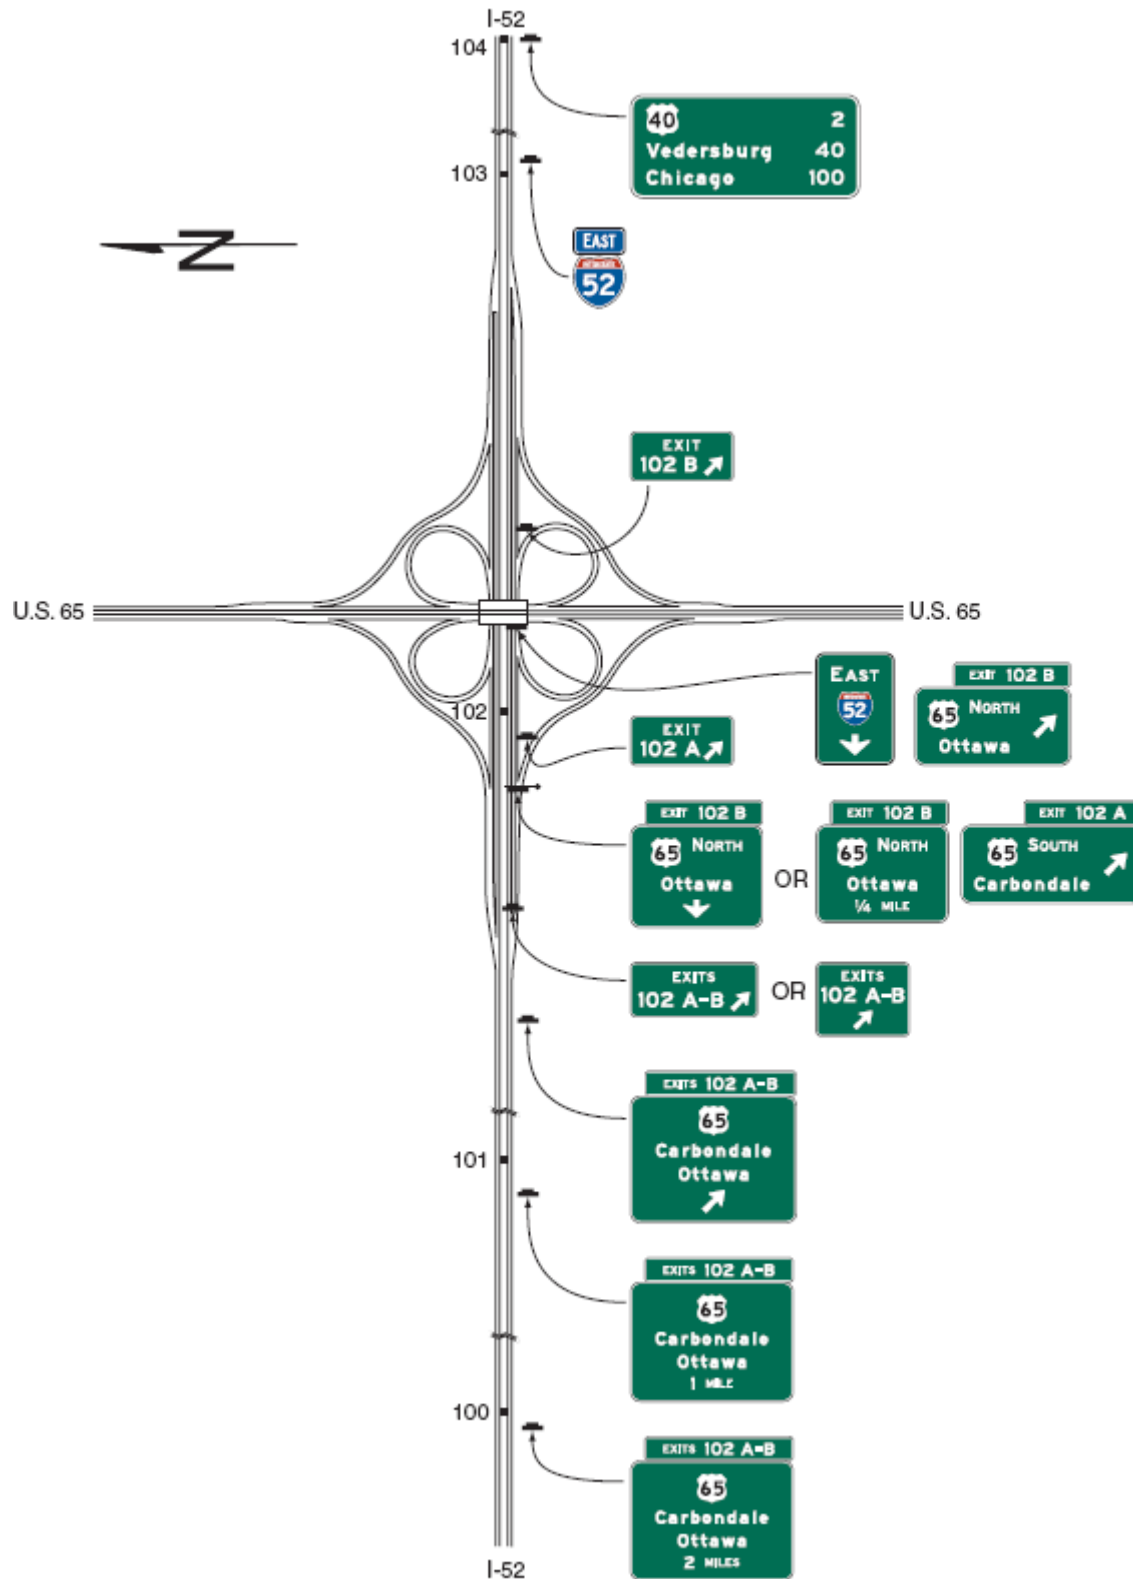 I-52
104
40 2
Vedersburg 40
Chicago 100
103
N
EAST
INTERSTATE
52
EXIT
102 B
U.S. 65
U.S. 65
102
EXIT
102 A
EAST
52
EXIT 102 B
65 NORTH
Ottawa
EXIT 102 B
65 NORTH
Ottawa
OR
EXIT 102 B
65 NORTH
Ottawa
¼ MILE
EXIT 102 A
65 SOUTH
Carbondale
EXITS
102 A-B
OR
EXITS
102 A-B
EXITS 102 A-B
65
Carbondale
Ottawa
101
EXITS 102 A-B
65
Carbondale
Ottawa
1 MILE
100
EXITS 102 A-B
65
Carbondale
Ottawa
2 MILES
I-52